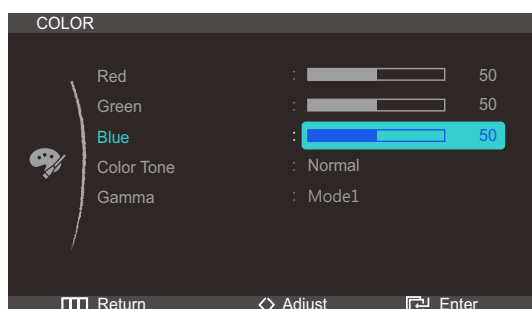 COLOR
Red : 50
Green : 50
Blue : 50
Color Tone : Normal
Gamma : Mode1
Return Adjust Enter